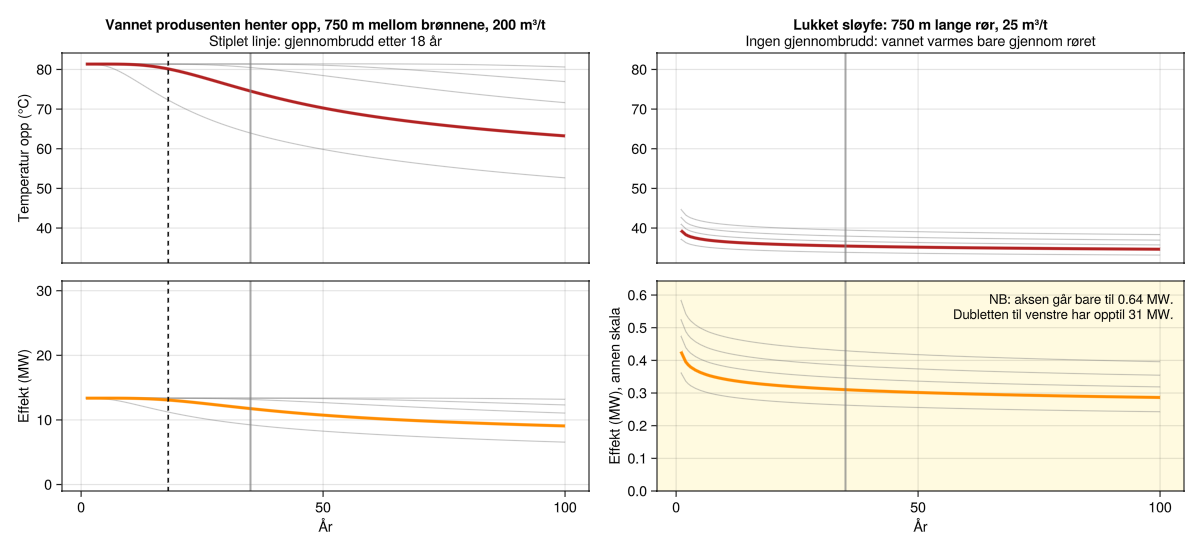 Vannet produsenten henter opp, 750 m mellom brønnene, 200 m³/t
Stiplet linje: gjennombrudd etter 18 år
Temperatur opp (°C)
80
70
60
50
40
Lukket sløyfe: 750 m lange rør, 25 m³/t
Ingen gjennombrudd: vannet varmes bare gjennom røret
80
70
60
50
40
Effekt (MW)
30
20
10
0
0
50
100
År
Effekt (MW), annen skala
0.6
0.5
0.4
0.3
0.2
0.1
0.0
NB: aksen går bare til 0.64 MW.
Dubletten til venstre har opptil 31 MW.
0
50
100
År